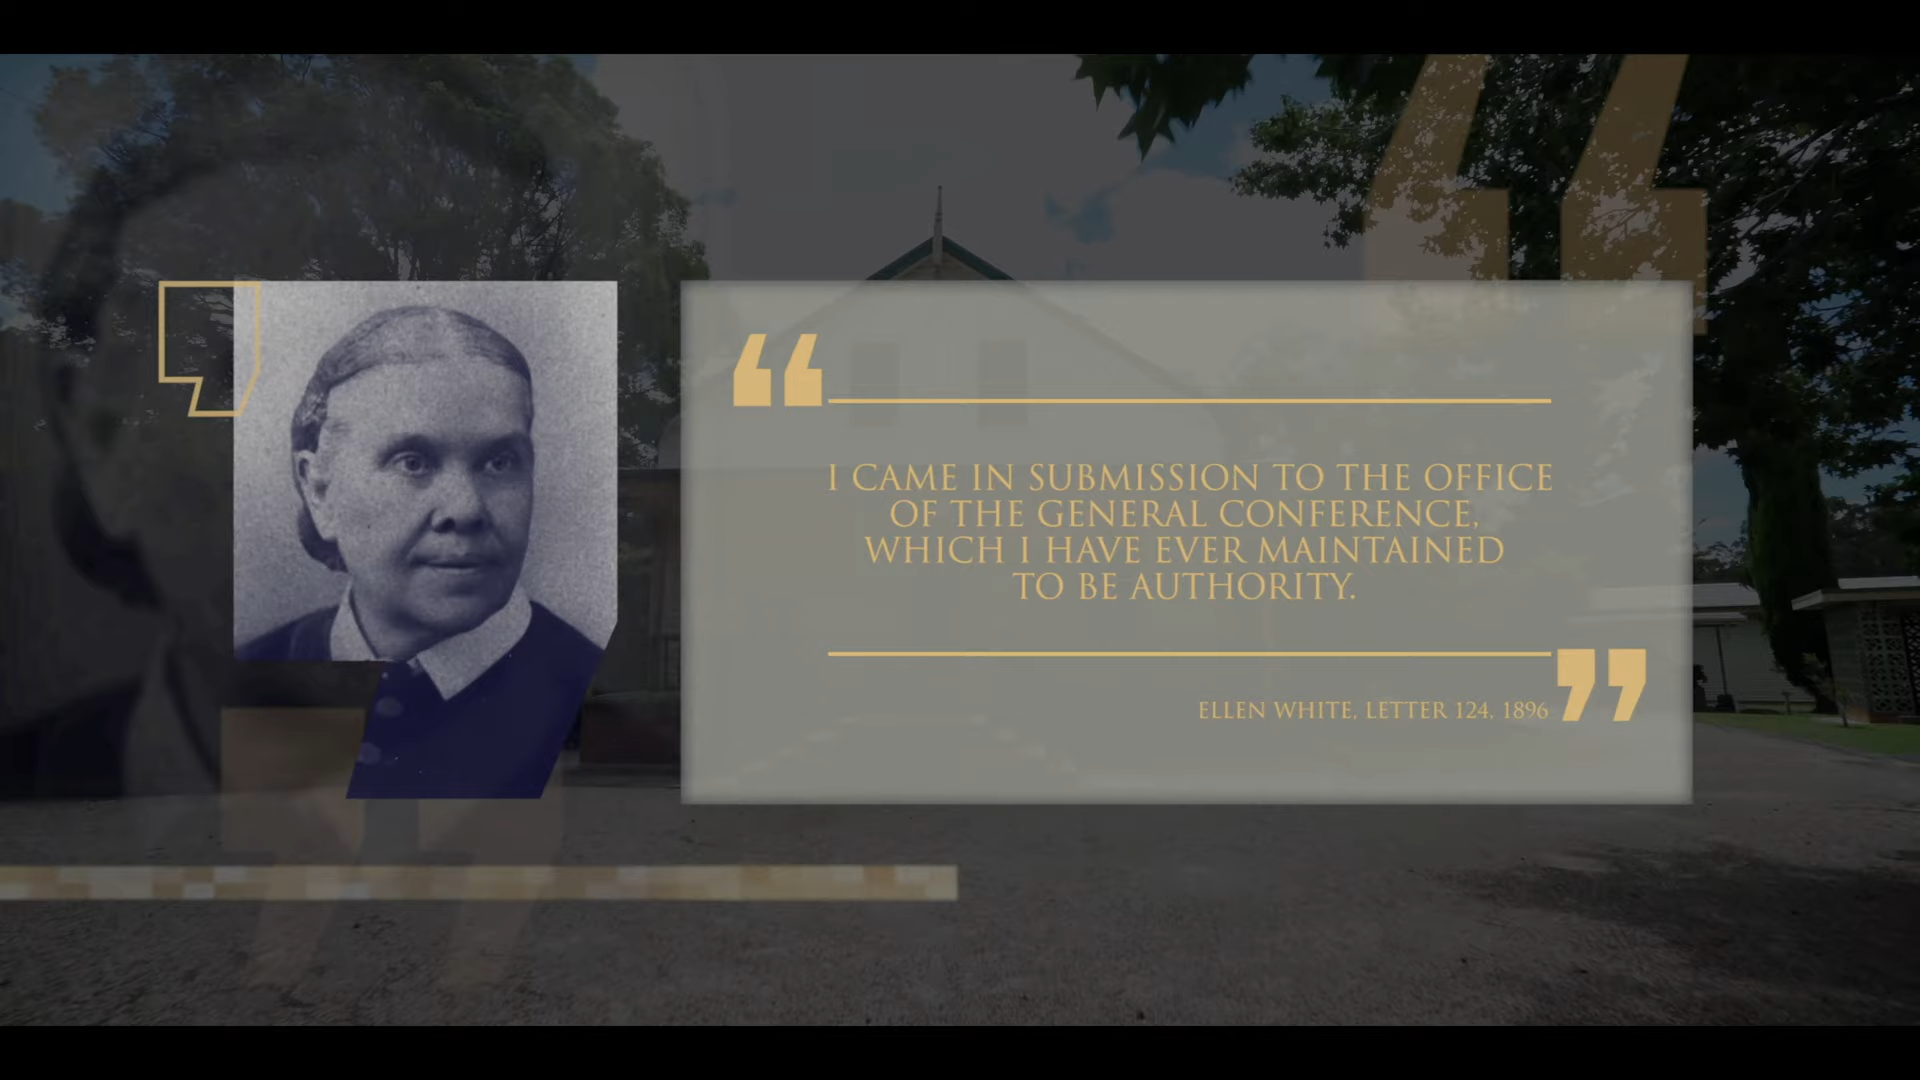 I CAME IN SUBMISSION TO THE OFFICE
OF THE GENERAL CONFERENCE,
WHICH I HAVE EVER MAINTAINED
TO BE AUTHORITY.
ELLEN WHITE, LETTER 124, 1896